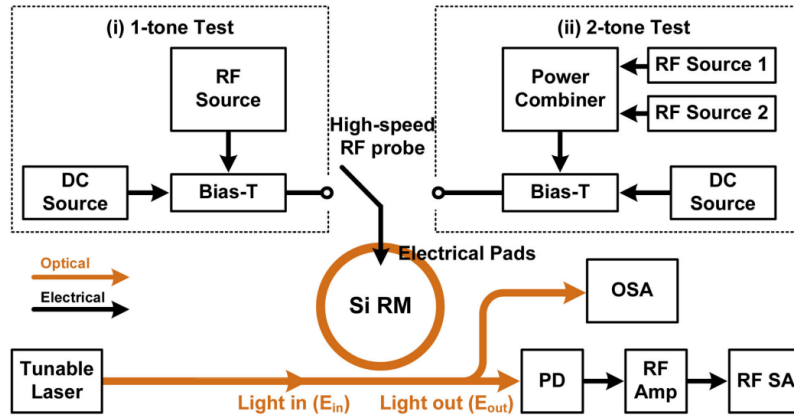 (i) 1-tone Test
RF
Source
DC
Source
Bias-T
High-speed
RF probe
(ii) 2-tone Test
Power
Combiner
RF Source 1
RF Source 2
Bias-T
DC
Source
Electrical Pads
Optical
Electrical
Si RM
OSA
Tunable
Laser
Light in (Ein)
Light out (Eout)
PD
RF
Amp
RF SA